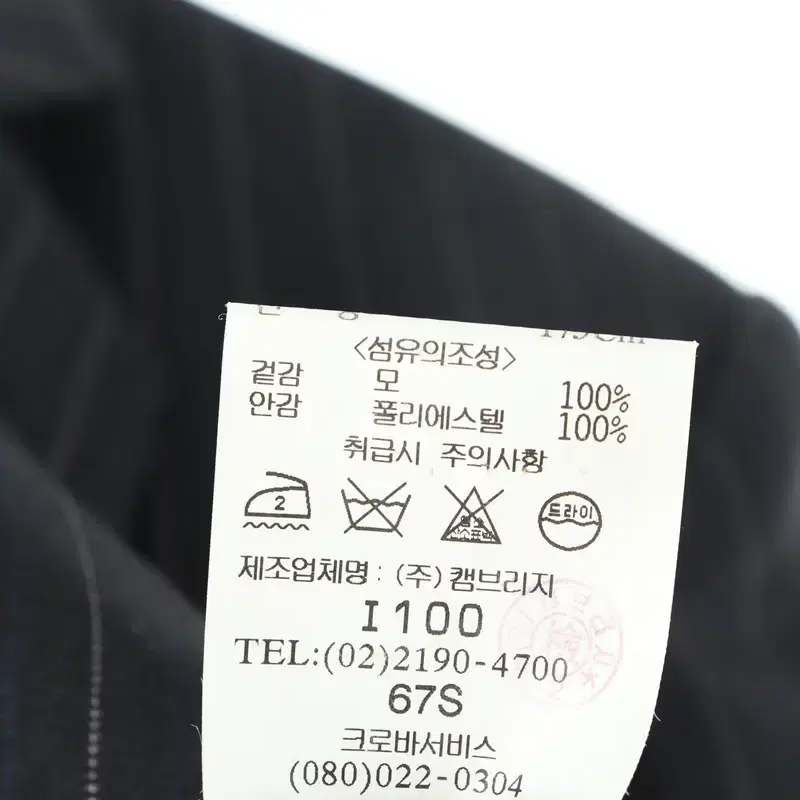 <섬유의조성>
겉감 모 100%
안감 폴리에스텔 100%
취급시 주의사항
2 드라이
제조업체명 : (주) 캠브리지
I100
TEL:(02)2190-4700
67S
크로바서비스
(080)022-0304